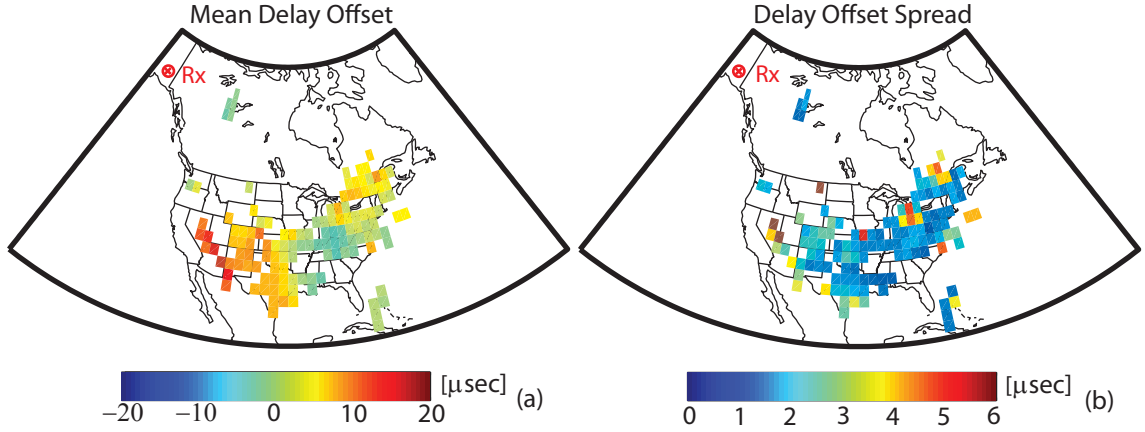 Mean Delay Offset
Delay Offset Spread
Rx
Rx
[μsec]
−20 −10 0 10 20
(a)
[μsec]
0 1 2 3 4 5 6
(b)